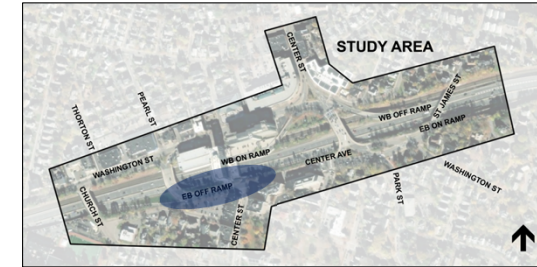 CENTER ST
STUDY AREA
PEARL ST
THORTON ST
WB OFF RAMP
ST JAMES ST
EB ON RAMP
WASHINGTON ST
WB ON RAMP
CENTER AVE
WASHINGTON ST
EB OFF RAMP
CHURCH ST
CENTER ST
PARK ST